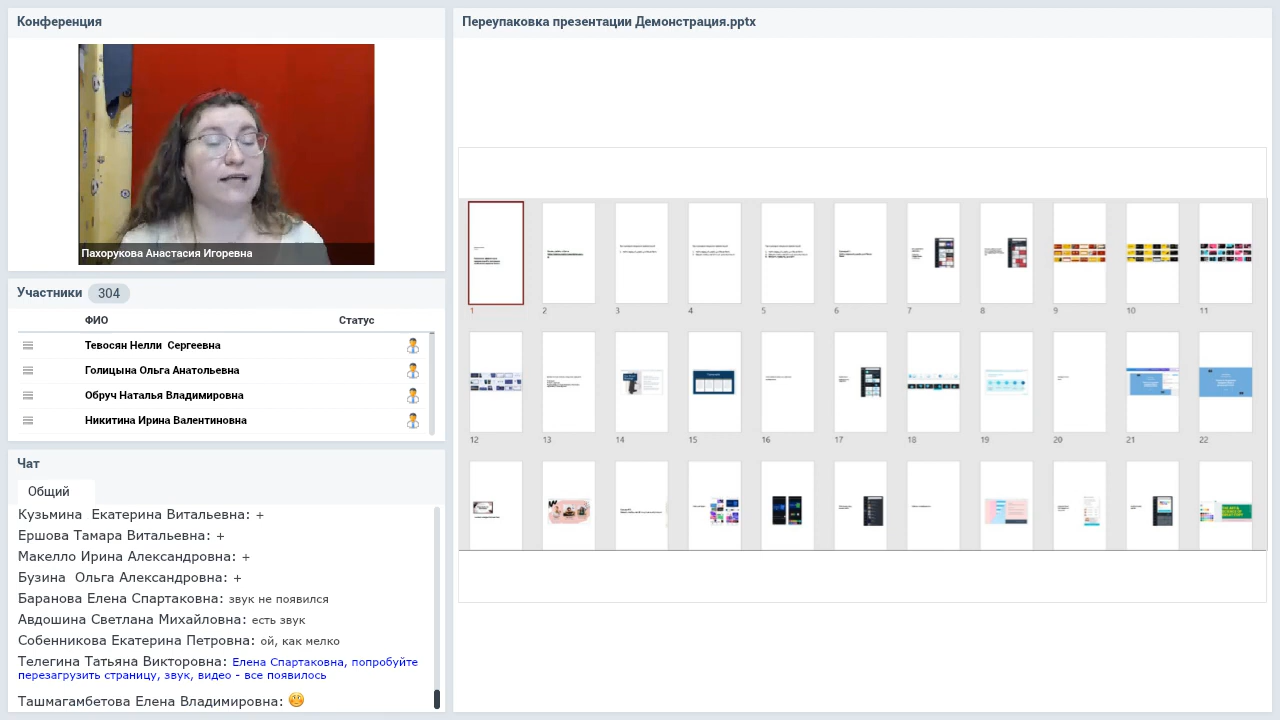 Конференция
Пахорукова Анастасия Игоревна
Участники 304
ФИО Статус
Тевосян Нелли Сергеевна
Голицына Ольга Анатольевна
Обруч Наталья Владимировна
Никитина Ирина Валентиновна
Чат
Общий
Кузьмина Екатерина Витальевна: +
Ершова Тамара Витальевна: +
Макелло Ирина Александровна: +
Бузина Ольга Александровна: +
Баранова Елена Спартаковна: звук не появился
Авдошина Светлана Михайловна: есть звук
Собенникова Екатерина Петровна: ой, как мелко
Телегина Татьяна Викторовна: Елена Спартаковна, попробуйте
перезагрузить страницу, звук, видео - все появилось
Ташмагамбетова Елена Владимировна:
Переупаковка презентации Демонстрация.pptx
1 2 3 4 5 6 7 8 9 10 11
12 13 14 15 16 17 18 19 20 21 22